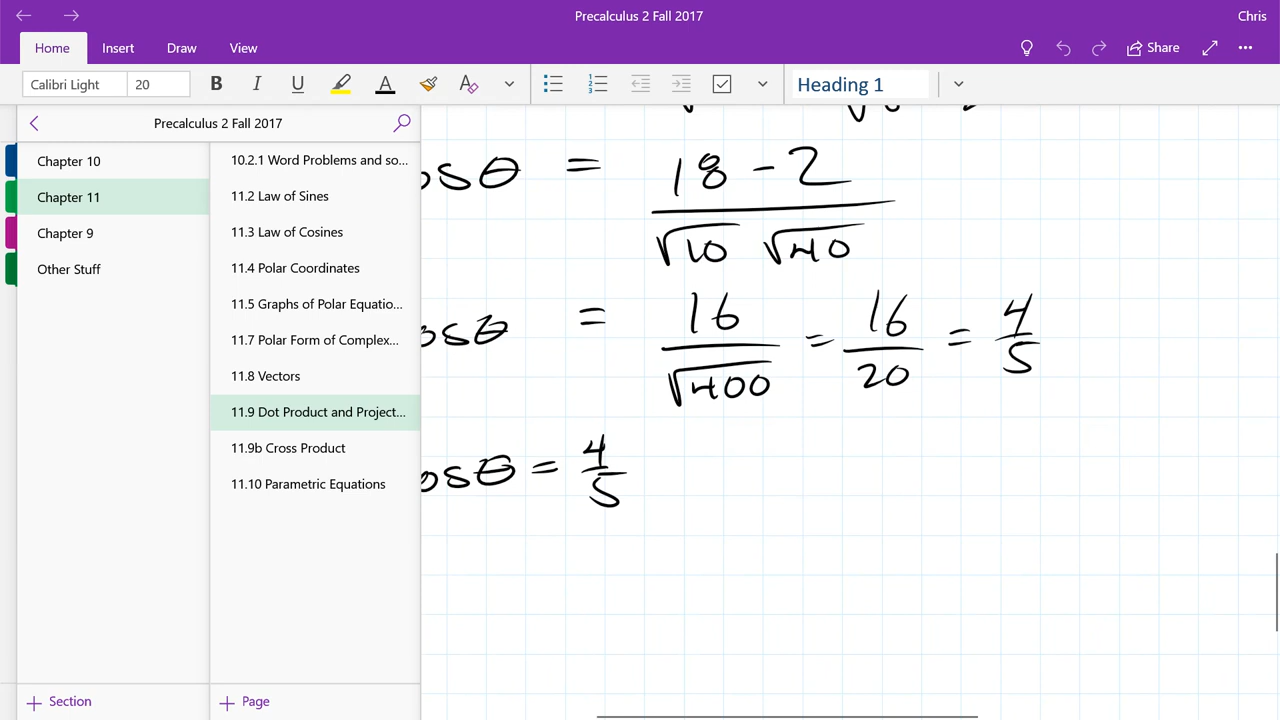 Precalculus 2 Fall 2017
Chris
Home Insert Draw View
Share
Calibri Light 20 B I U A Heading 1
Precalculus 2 Fall 2017
Chapter 10
Chapter 11
Chapter 9
Other Stuff
10.2.1 Word Problems and so...
11.2 Law of Sines
11.3 Law of Cosines
11.4 Polar Coordinates
11.5 Graphs of Polar Equatio...
11.7 Polar Form of Complex...
11.8 Vectors
11.9 Dot Product and Project...
11.9b Cross Product
11.10 Parametric Equations
+ Section
+ Page
osθ = (18 - 2)/(√10 √40)
osθ = 16/√400 = 16/20 = 4/5
osθ = 4/5